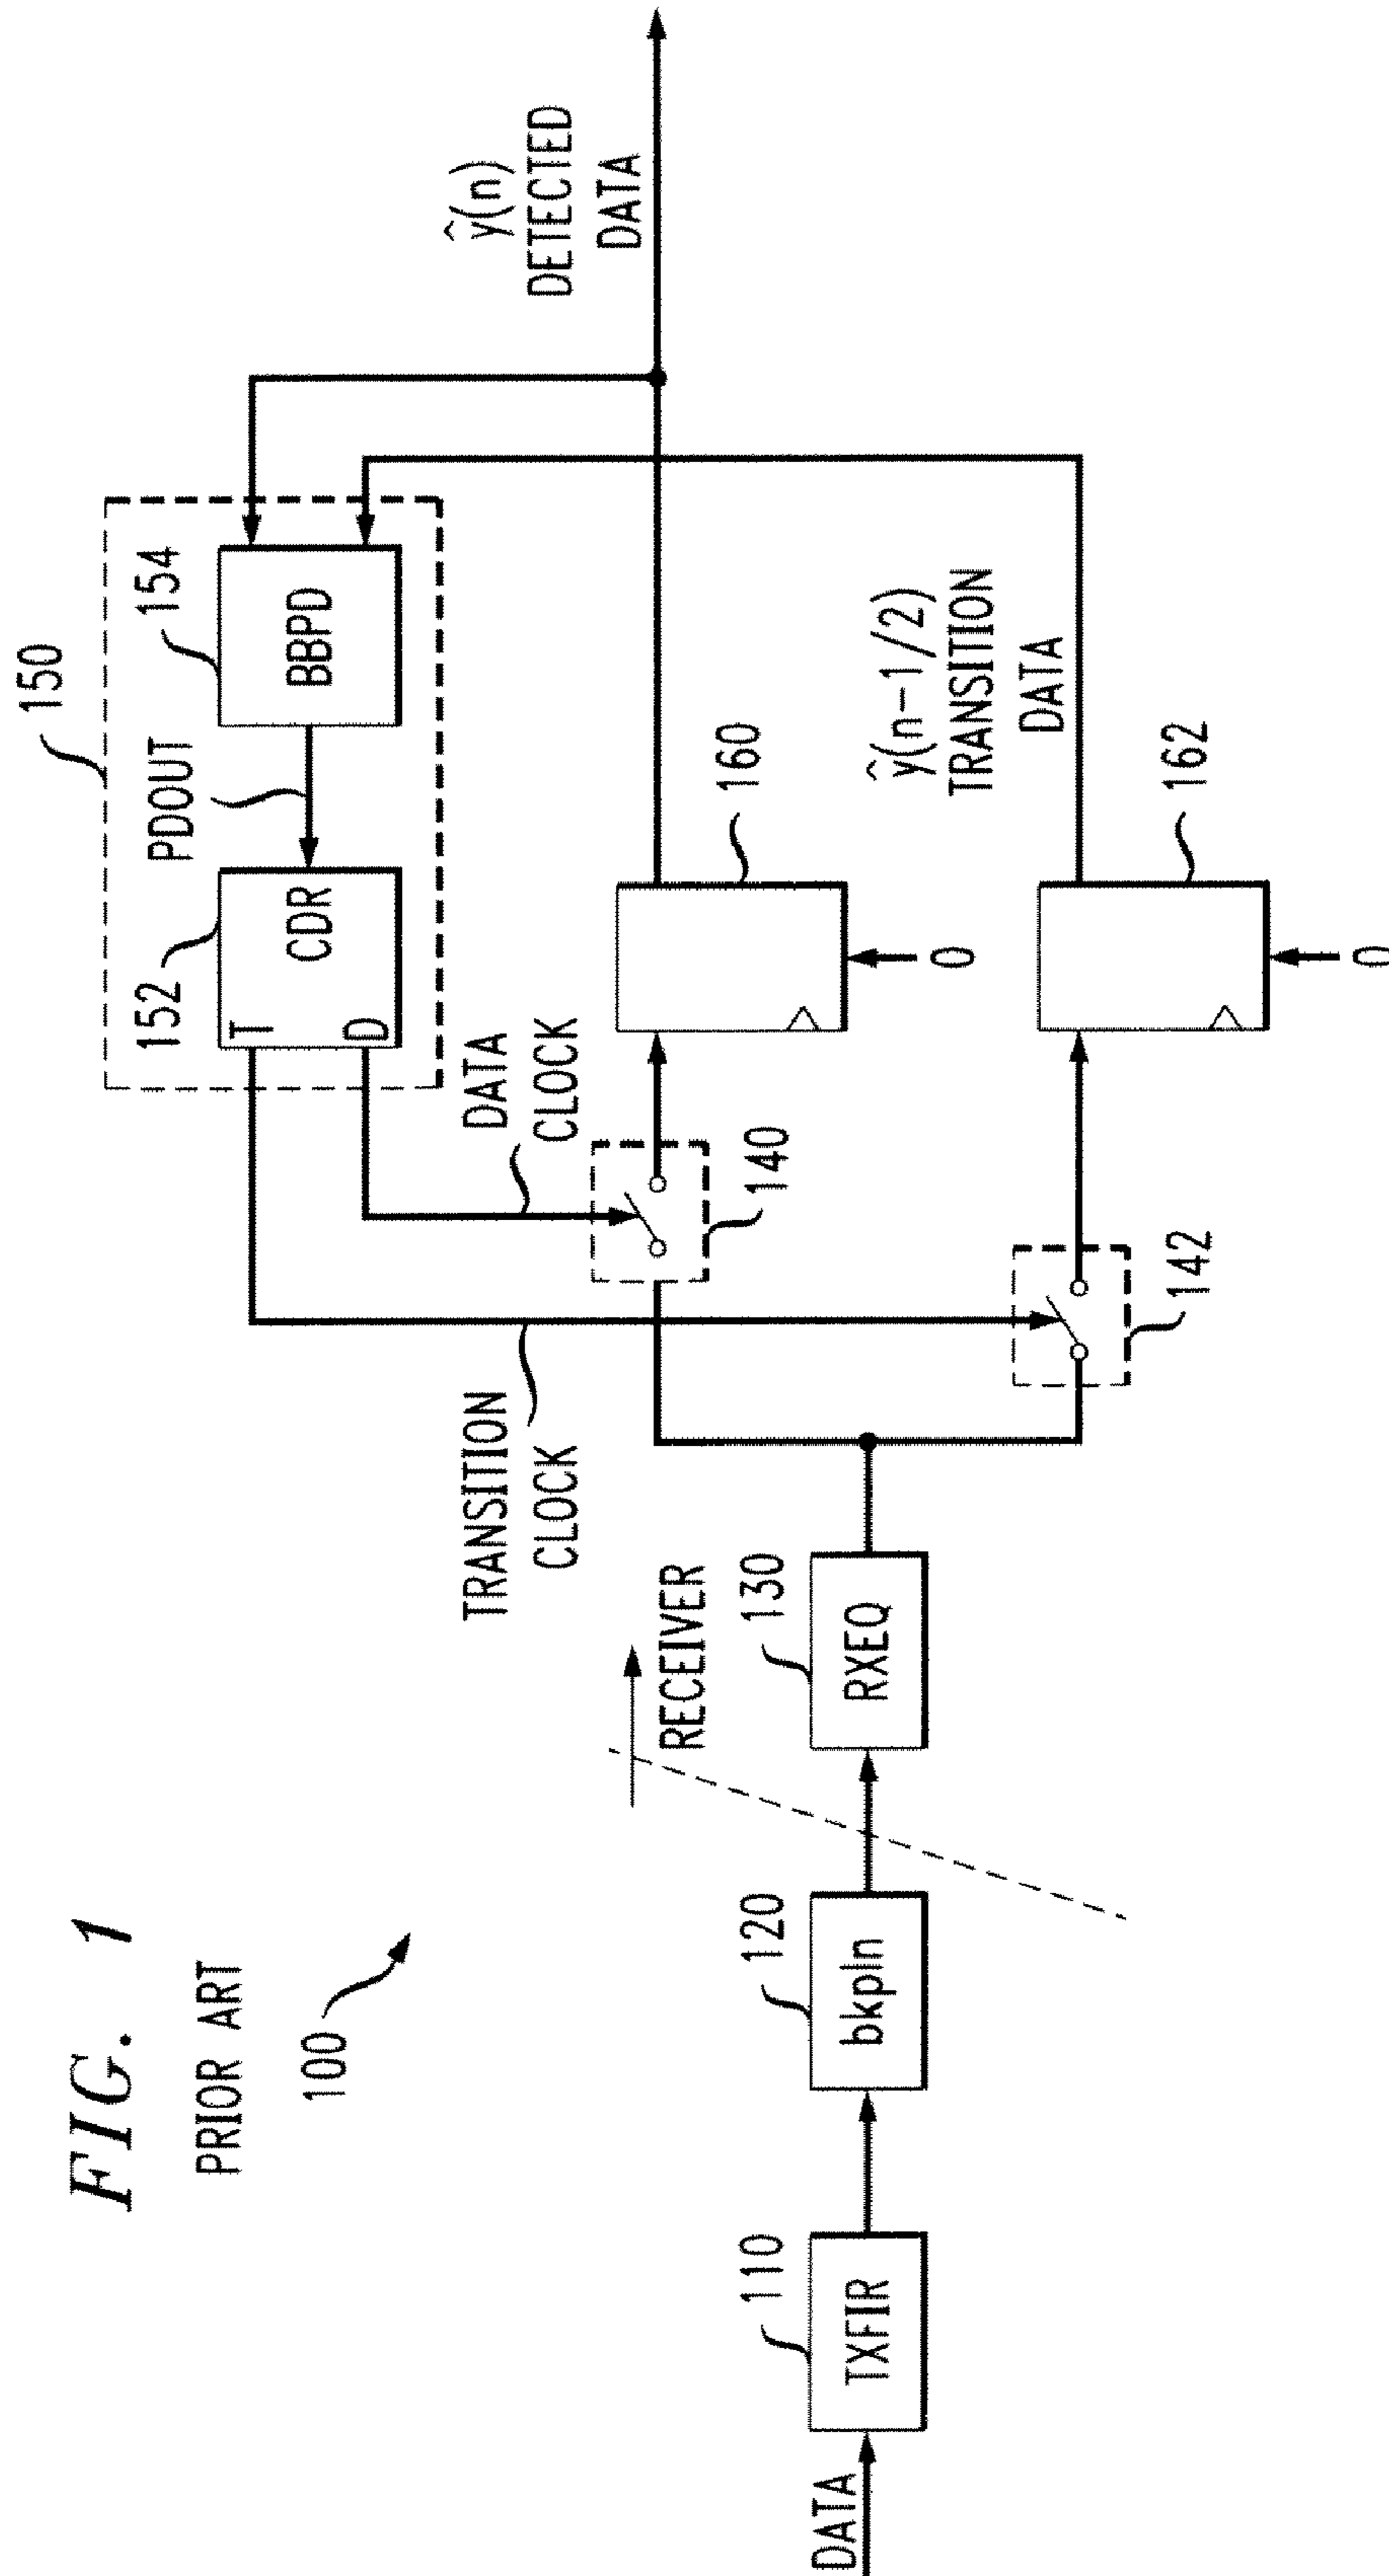 FIG. 1
PRIOR ART
100
DATA
TXFIR
110
bkpln
120
RECEIVER
RXEQ
130
TRANSITION
CLOCK
DATA
CLOCK
140
142
150
152
T
D
CDR
PDOUT
154
BBPD
160
0
162
0
ŷ(n-1/2)
TRANSITION
DATA
ŷ(n)
DETECTED
DATA